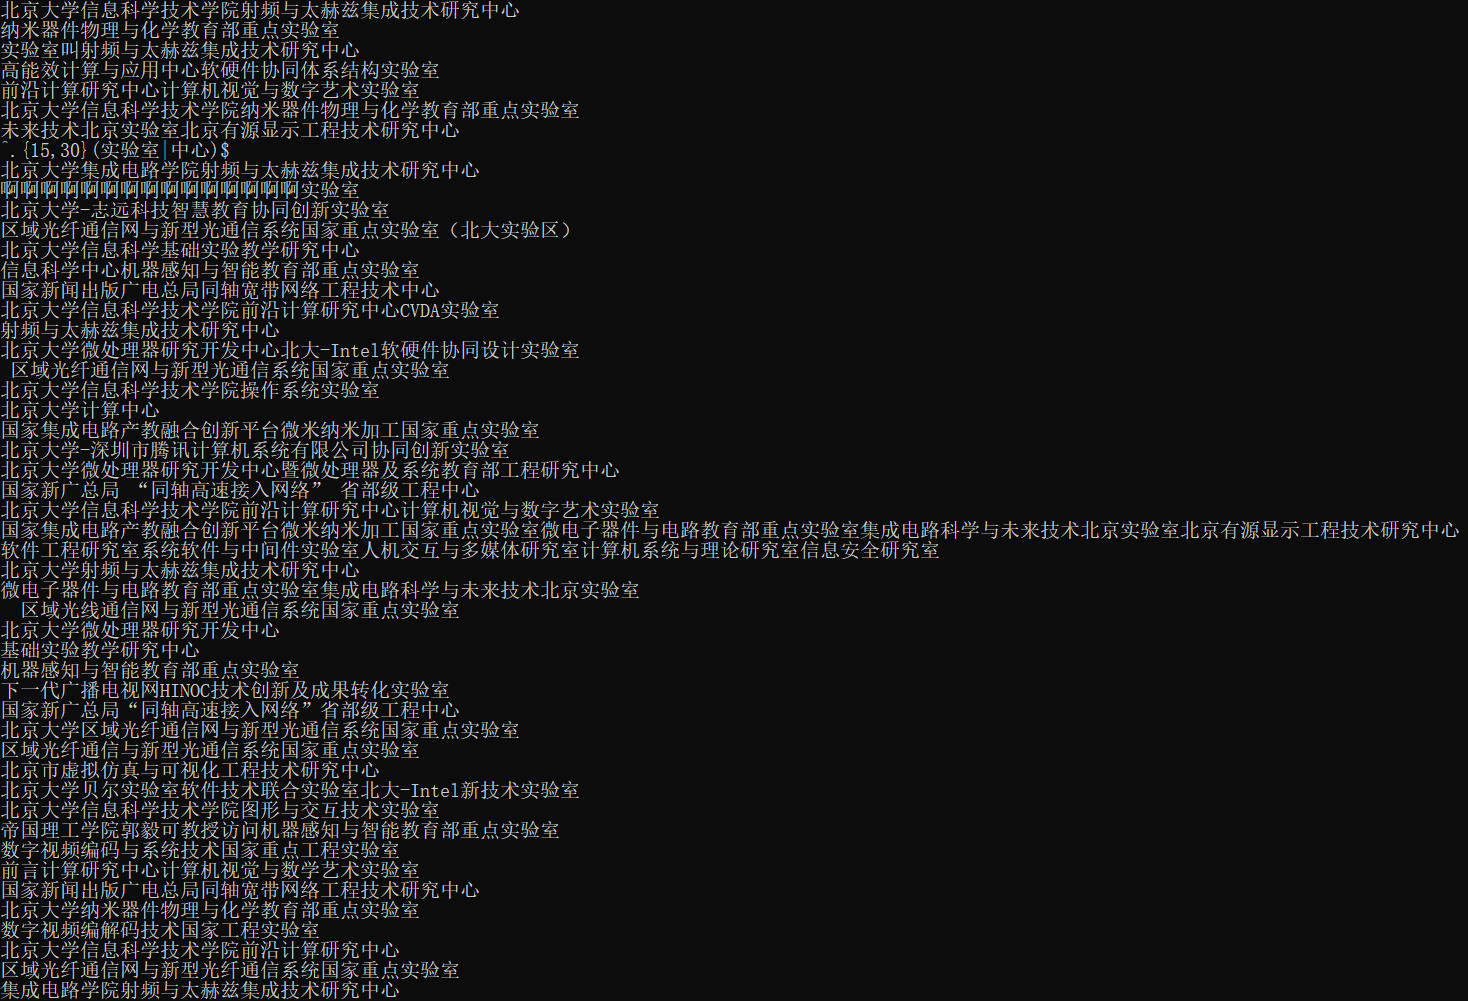 北京大学信息科学技术学院射频与太赫兹集成技术研究中心
纳米器件物理与化学教育部重点实验室
实验室叫射频与太赫兹集成技术研究中心
高能效计算与应用中心软硬件协同体系结构实验室
前沿计算研究中心计算机视觉与数字艺术实验室
北京大学信息科学技术学院纳米器件物理与化学教育部重点实验室
未来技术北京实验室北京有源显示工程技术研究中心
^.{15,30}(实验室|中心)$
北京大学集成电路学院射频与太赫兹集成技术研究中心
啊啊啊啊啊啊啊啊啊啊啊啊啊啊啊实验室
北京大学-志远科技智慧教育协同创新实验室
区域光纤通信网与新型光通信系统国家重点实验室（北大实验区）
北京大学信息科学基础实验教学研究中心
信息科学中心机器感知与智能教育部重点实验室
国家新闻出版广电总局同轴宽带网络工程技术中心
北京大学信息科学技术学院前沿计算研究中心CVDA实验室
射频与太赫兹集成技术研究中心
北京大学微处理器研究开发中心北大-Intel软硬件协同设计实验室
区域光纤通信网与新型光通信系统国家重点实验室
北京大学信息科学技术学院操作系统实验室
北京大学计算中心
国家集成电路产教融合创新平台微米纳米加工国家重点实验室
北京大学-深圳市腾讯计算机系统有限公司协同创新实验室
北京大学微处理器研究开发中心暨微处理器及系统教育部工程研究中心
国家新广总局 “同轴高速接入网络” 省部级工程中心
北京大学信息科学技术学院前沿计算研究中心计算机视觉与数字艺术实验室
国家集成电路产教融合创新平台微米纳米加工国家重点实验室微电子器件与电路教育部重点实验室集成电路科学与未来技术北京实验室北京有源显示工程技术研究中心
软件工程研究室系统软件与中间件实验室人机交互与多媒体研究室计算机系统与理论研究室信息安全研究室
北京大学射频与太赫兹集成技术研究中心
微电子器件与电路教育部重点实验室集成电路科学与未来技术北京实验室
区域光线通信网与新型光通信系统国家重点实验室
北京大学微处理器研究开发中心
基础实验教学研究中心
机器感知与智能教育部重点实验室
下一代广播电视网HINOC技术创新及成果转化实验室
国家新广总局“同轴高速接入网络”省部级工程中心
北京大学区域光纤通信网与新型光通信系统国家重点实验室
区域光纤通信与新型光通信系统国家重点实验室
北京市虚拟仿真与可视化工程技术研究中心
北京大学贝尔实验室软件技术联合实验室北大-Intel新技术实验室
北京大学信息科学技术学院图形与交互技术实验室
帝国理工学院郭毅可教授访问机器感知与智能教育部重点实验室
数字视频编码与系统技术国家重点工程实验室
前言计算研究中心计算机视觉与数学艺术实验室
国家新闻出版广电总局同轴宽带网络工程技术研究中心
北京大学纳米器件物理与化学教育部重点实验室
数字视频编解码技术国家工程实验室
北京大学信息科学技术学院前沿计算研究中心
区域光纤通信网与新型光纤通信系统国家重点实验室
集成电路学院射频与太赫兹集成技术研究中心